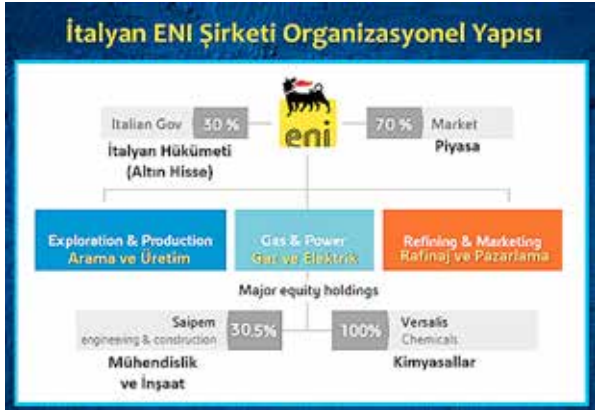 İtalyan ENI Şirketi Organizasyonel Yapısı
Italian Gov 30 %
eni
70 % Market
İtalyan Hükümeti
(Altın Hisse)
Piyasa
Exploration & Production
Arama ve Üretim
Gas & Power
Gaz ve Elektrik
Refining & Marketing
Rafinaj ve Pazarlama
Major equity holdings
Saipem
engineering & construction
30.5%
100%
Versalis
Chemicals
Mühendislik
ve İnşaat
Kimyasallar